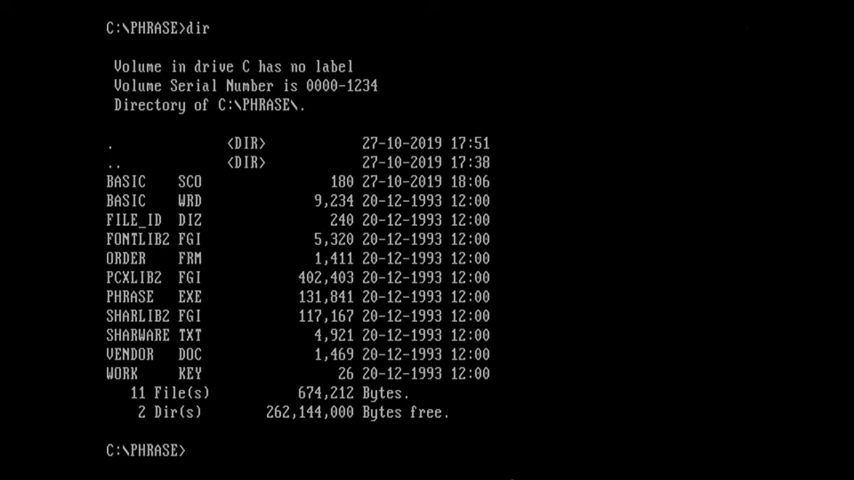 C:\PHRASE>dir
Volume in drive C has no label
Volume Serial Number is 0000-1234
Directory of C:\PHRASE\.
. <DIR> 27-10-2019 17:51
.. <DIR> 27-10-2019 17:38
BASIC SCO 180 27-10-2019 18:06
BASIC WRD 9,234 20-12-1993 12:00
FILE_ID DIZ 240 20-12-1993 12:00
FONTLIB2 FGI 5,320 20-12-1993 12:00
ORDER FRM 1,411 20-12-1993 12:00
PCXLIB2 FGI 402,403 20-12-1993 12:00
PHRASE EXE 131,841 20-12-1993 12:00
SHARLIB2 FGI 117,167 20-12-1993 12:00
SHARWARE TXT 4,921 20-12-1993 12:00
VENDOR DOC 1,469 20-12-1993 12:00
WORK KEY 26 20-12-1993 12:00
11 File(s) 674,212 Bytes.
2 Dir(s) 262,144,000 Bytes free.
C:\PHRASE>